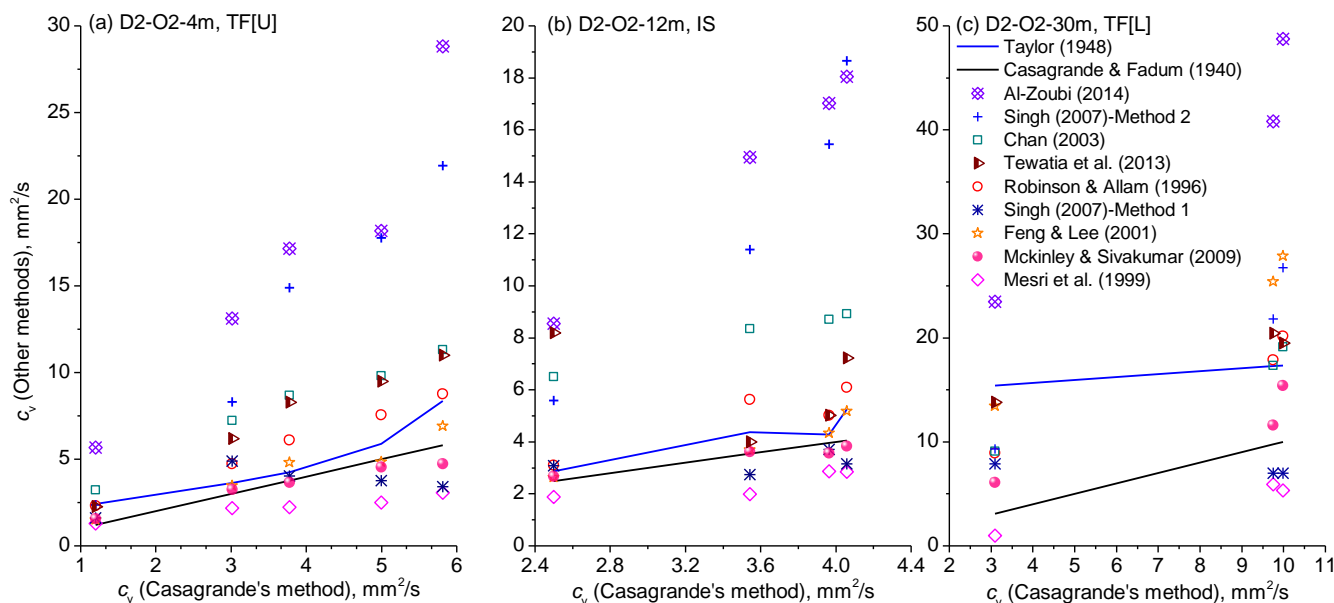 (a) D2-O2-4m, TF[U]
30
25
20
15
10
5
0
1 2 3 4 5 6
c_v (Other methods), mm²/s
c_v (Casagrande's method), mm²/s
(b) D2-O2-12m, IS
20
18
16
14
12
10
8
6
4
2
0
2.4 2.8 3.2 3.6 4.0 4.4
c_v (Casagrande's method), mm²/s
(c) D2-O2-30m, TF[L]
50
40
30
20
10
0
2 3 4 5 6 7 8 9 10 11
c_v (Casagrande's method), mm²/s
Taylor (1948)
Casagrande & Fadum (1940)
Al-Zoubi (2014)
Singh (2007)-Method 2
Chan (2003)
Tewatia et al. (2013)
Robinson & Allam (1996)
Singh (2007)-Method 1
Feng & Lee (2001)
Mckinley & Sivakumar (2009)
Mesri et al. (1999)